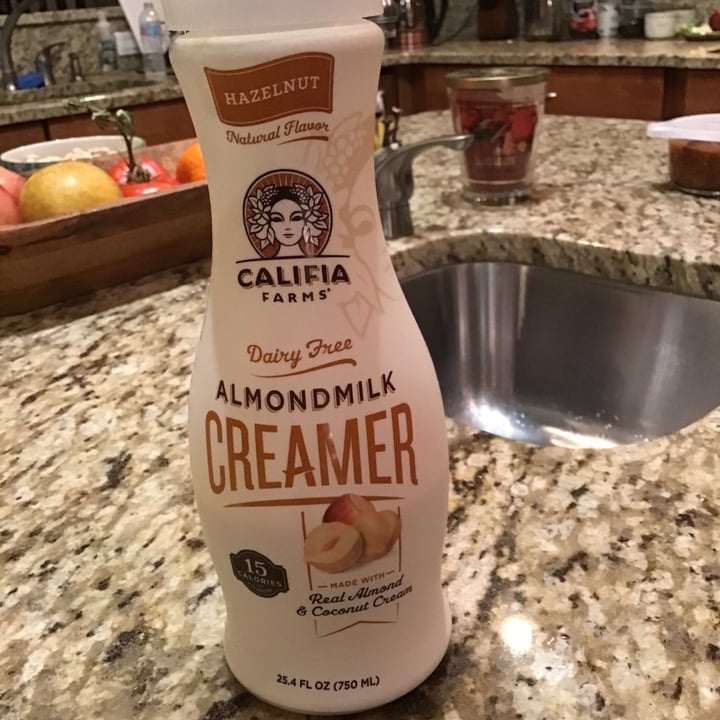 HAZELNUT
Natural Flavor
CALIFIA
FARMS®
Dairy Free
ALMONDMILK
CREAMER
15
CALORIES
MADE WITH
Real Almond
& Coconut Cream
25.4 FL OZ (750 ML)